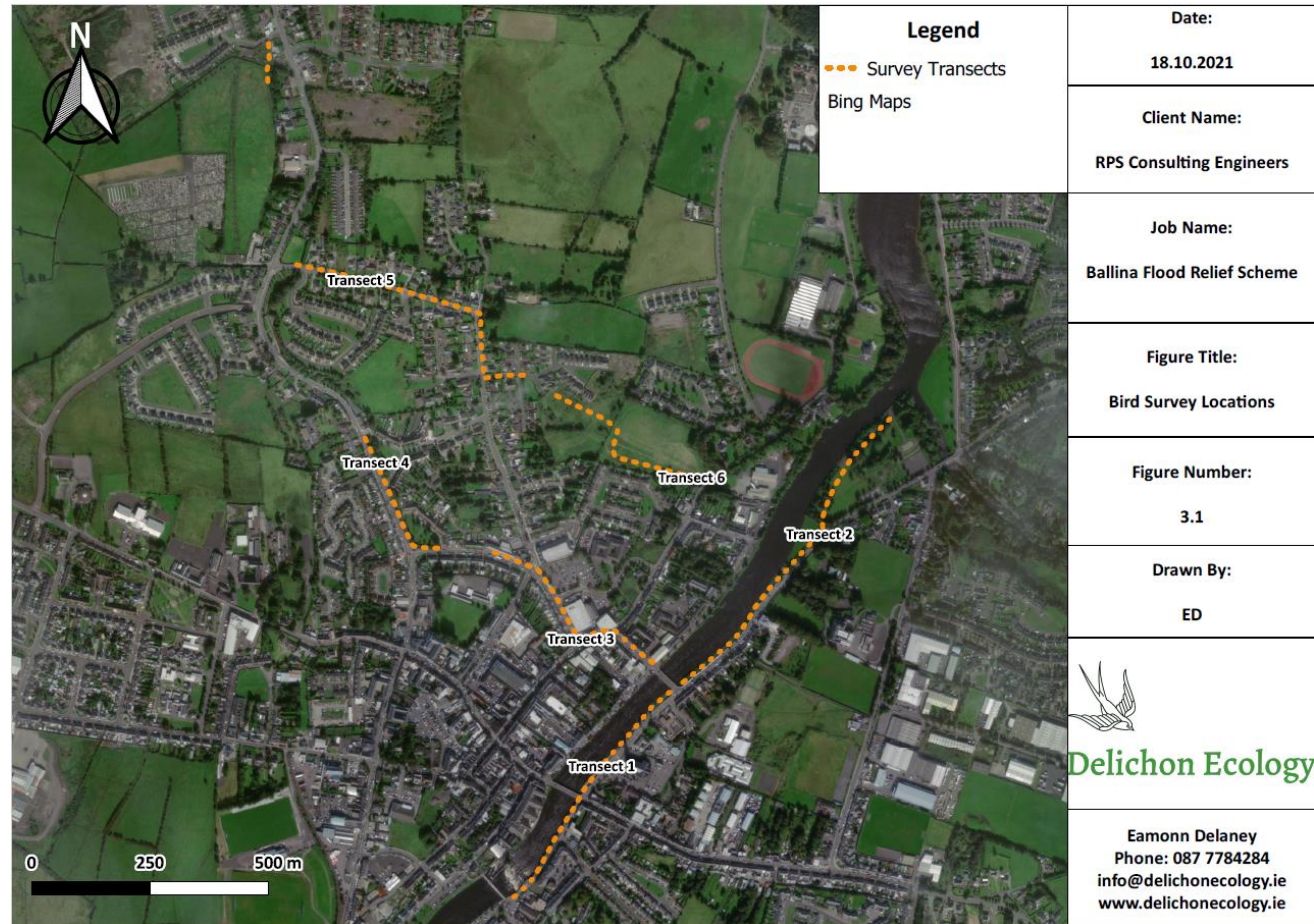 N
Legend
Survey Transects
Bing Maps
Transect 5
Transect 4
Transect 6
Transect 2
Transect 3
Transect 1
0 250 500 m
Date:
18.10.2021
Client Name:
RPS Consulting Engineers
Job Name:
Ballina Flood Relief Scheme
Figure Title:
Bird Survey Locations
Figure Number:
3.1
Drawn By:
ED
Delichon Ecology
Eamonn Delaney
Phone: 087 7784284
info@delichonecology.ie
www.delichonecology.ie